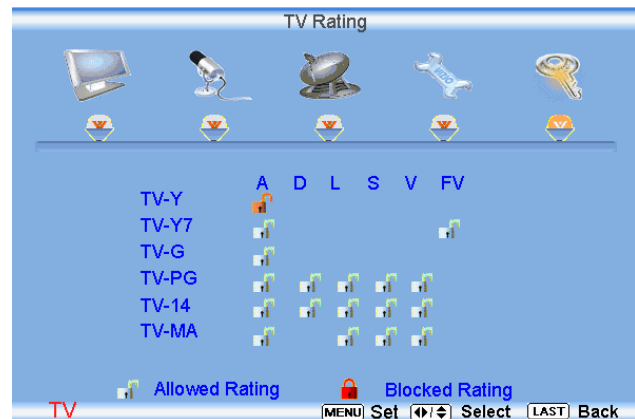 TV Rating
A D L S V FV
TV-Y
TV-Y7
TV-G
TV-PG
TV-14
TV-MA
Allowed Rating Blocked Rating
TV MENU Set / Select LAST Back